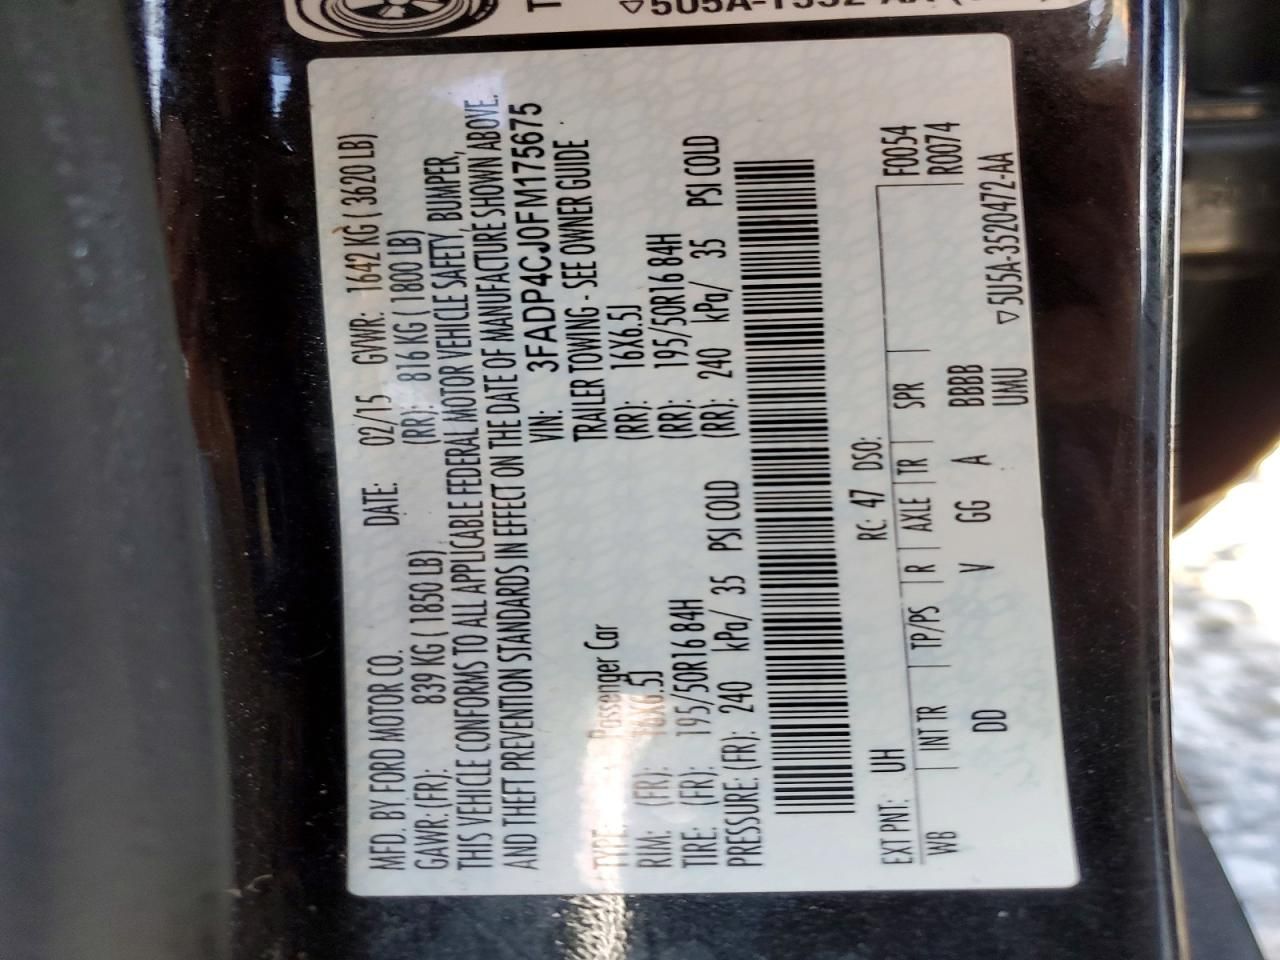 MFD. BY FORD MOTOR CO. DATE: 02/15 GVWR: 1642 KG ( 3620 LB)
GAWR: (FR): 839 KG ( 1850 LB) (RR): 816 KG ( 1800 LB)
THIS VEHICLE CONFORMS TO ALL APPLICABLE FEDERAL MOTOR VEHICLE SAFETY, BUMPER,
AND THEFT PREVENTION STANDARDS IN EFFECT ON THE DATE OF MANUFACTURE SHOWN ABOVE.
VIN: 3FADP4CJ0FM175675
TYPE: Passenger Car TRAILER TOWING - SEE OWNER GUIDE
RIM: (FR): 16X6.5J (RR): 16X6.5J
TIRE: (FR): 195/50R16 84H (RR): 195/50R16 84H
PRESSURE: (FR): 240 kPa/ 35 PSI COLD (RR): 240 kPa/ 35 PSI COLD
EXT PNT: UH RC: 47 DSO: F0054
WB INT TR TP/PS R AXLE TR SPR R0074
DD V GG A BBBB
UMU ▽5U5A-3520472-AA